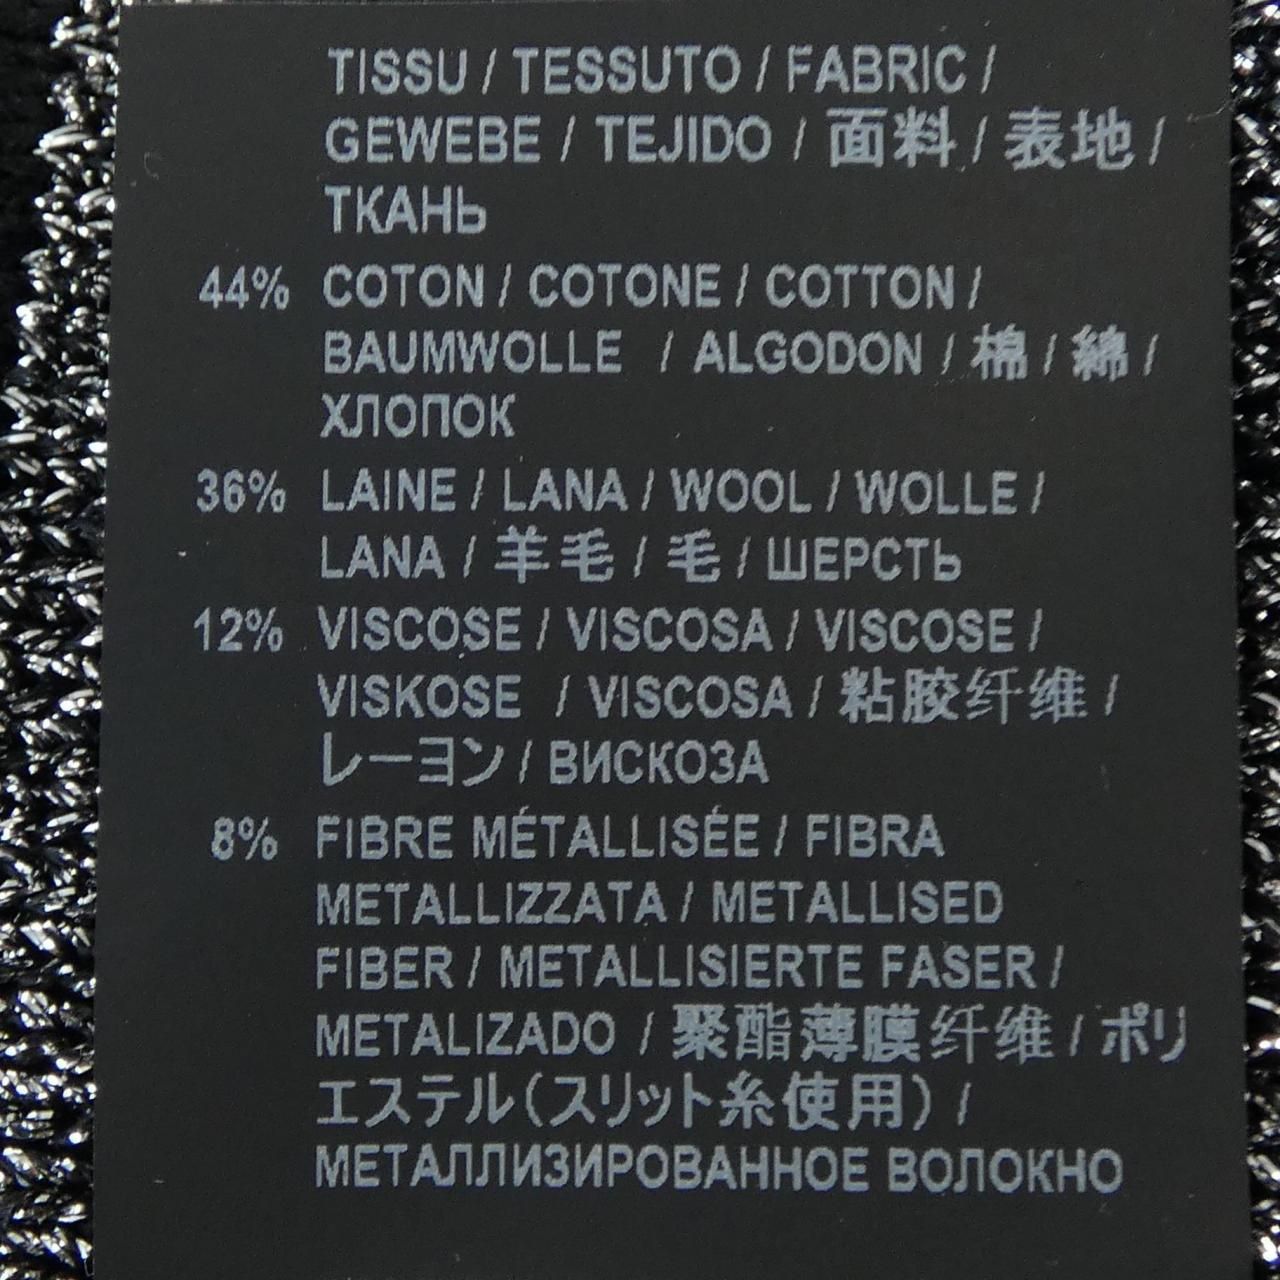 TISSU / TESSUTO / FABRIC /
GEWEBE / TEJIDO / 面料 / 表地 /
ТКАНЬ
44% COTON / COTONE / COTTON /
BAUMWOLLE / ALGODON / 棉 / 綿 /
ХЛОПОК
36% LAINE / LANA / WOOL / WOLLE /
LANA / 羊毛 / 毛 / ШЕРСТЬ
12% VISCOSE / VISCOSA / VISCOSE /
VISKOSE / VISCOSA / 粘胶纤维 /
レーヨン / ВИСКОЗА
8% FIBRE MÉTALLISÉE / FIBRA
METALLIZZATA / METALLISED
FIBER / METALLISIERTE FASER /
METALIZADO / 聚酯薄膜纤维 / ポリ
エステル(スリット糸使用) /
МЕТАЛЛИЗИРОВАННОЕ ВОЛОКНО